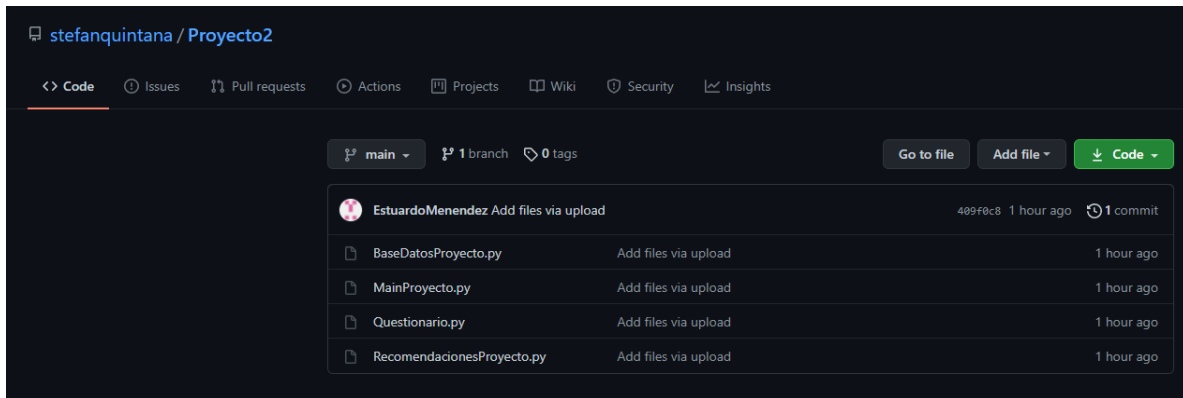 stefanquintana / Proyecto2
<> Code Issues Pull requests Actions Projects Wiki Security Insights
main 1 branch 0 tags Go to file Add file Code
EstuardoMenendez Add files via upload 409f0c8 1 hour ago 1 commit
BaseDatosProyecto.py Add files via upload 1 hour ago
MainProyecto.py Add files via upload 1 hour ago
Questionario.py Add files via upload 1 hour ago
RecomendacionesProyecto.py Add files via upload 1 hour ago